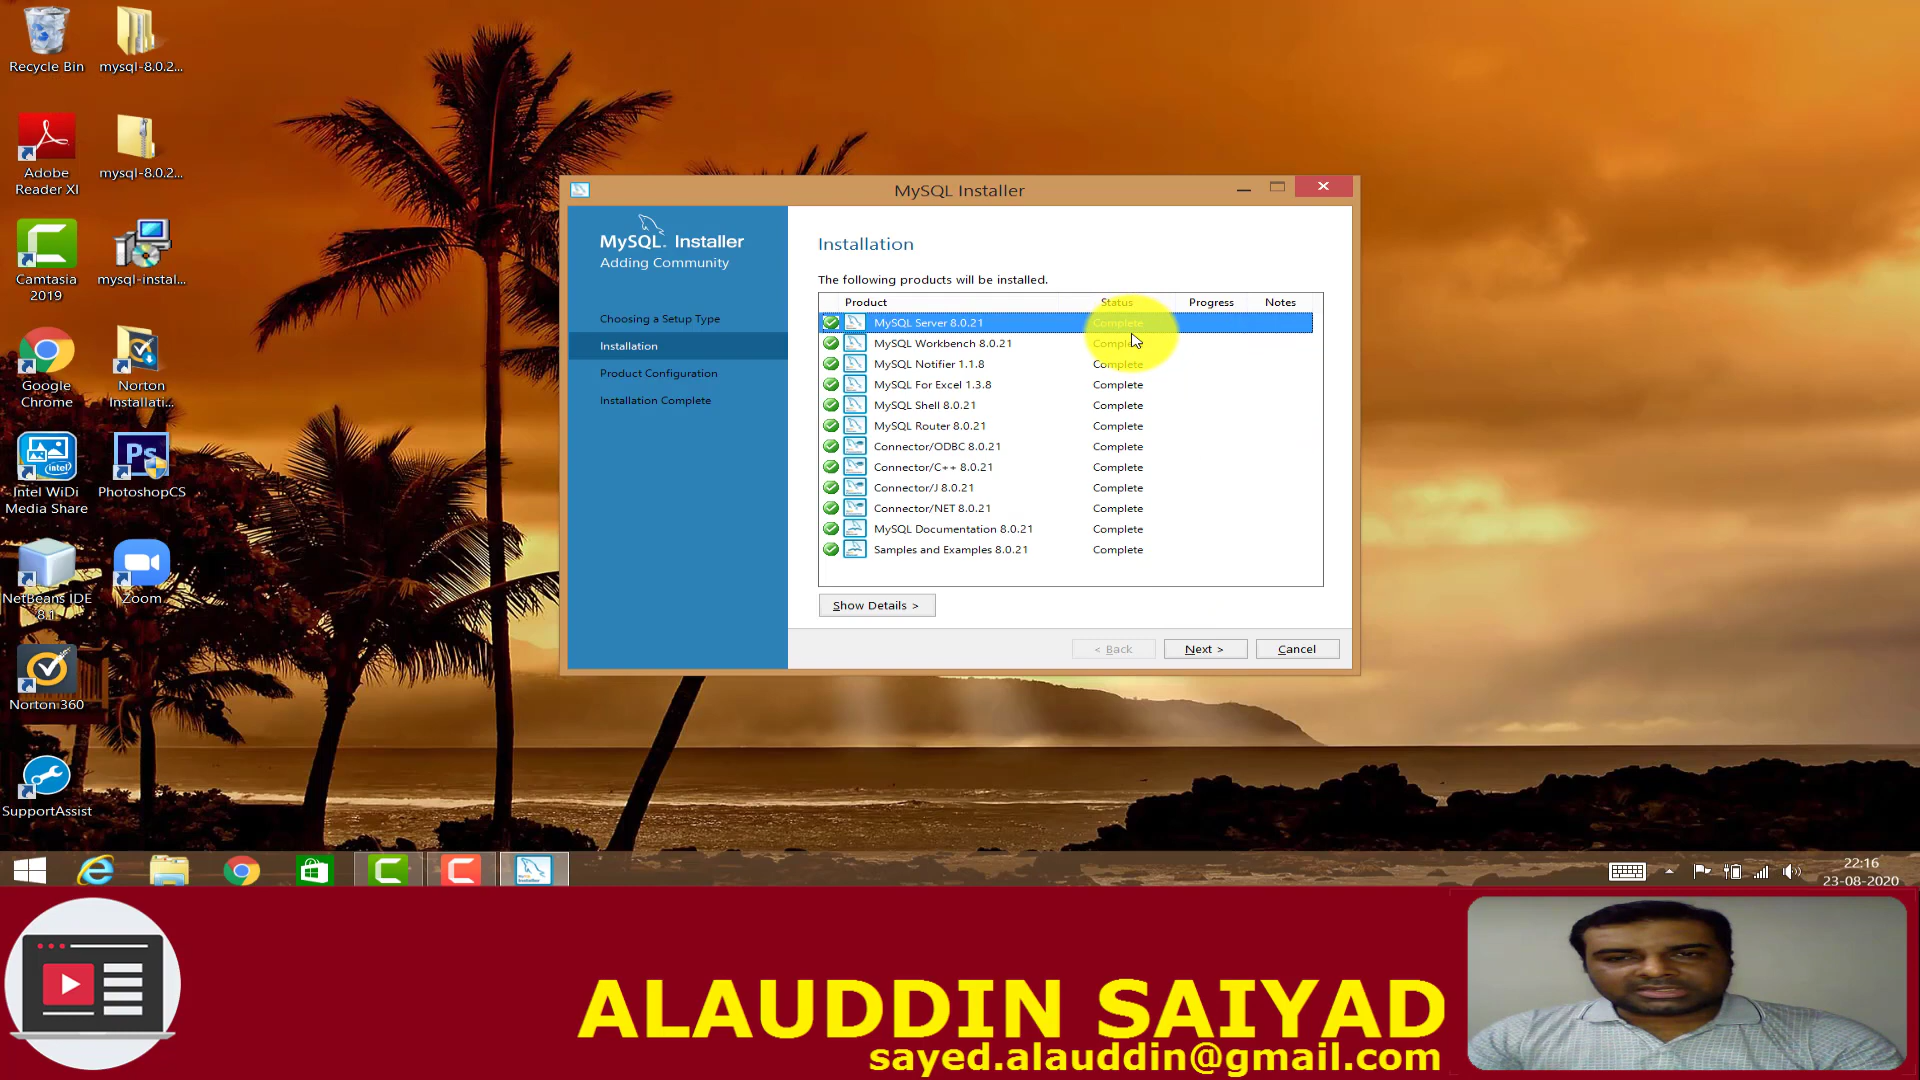 Recycle Bin
mysql-8.0.2...
Adobe
Reader XI
mysql-8.0.2...
Camtasia
2019
mysql-instal...
Google
Chrome
Norton
Installati...
Intel WiDi
Media Share
PhotoshopCS
NetBeans IDE
8.1
Zoom
Norton 360
SupportAssist
MySQL Installer
MySQL. Installer
Adding Community
Choosing a Setup Type
Installation
Product Configuration
Installation Complete
Installation
The following products will be installed.
Product Status Progress Notes
MySQL Server 8.0.21 Complete
MySQL Workbench 8.0.21 Complete
MySQL Notifier 1.1.8 Complete
MySQL For Excel 1.3.8 Complete
MySQL Shell 8.0.21 Complete
MySQL Router 8.0.21 Complete
Connector/ODBC 8.0.21 Complete
Connector/C++ 8.0.21 Complete
Connector/J 8.0.21 Complete
Connector/NET 8.0.21 Complete
MySQL Documentation 8.0.21 Complete
Samples and Examples 8.0.21 Complete
Show Details >
< Back Next > Cancel
22:16
23-08-2020
ALAUDDIN SAIYAD
sayed.alauddin@gmail.com